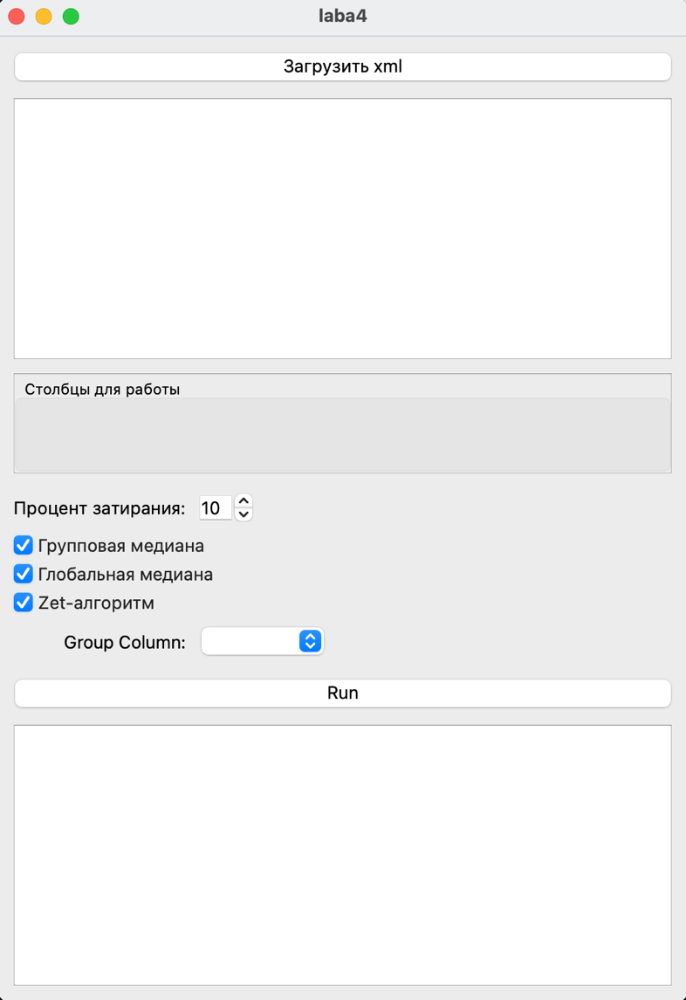 laba4
Загрузить xml
Столбцы для работы
Процент затирания: 10
Групповая медиана
Глобальная медиана
Zet-алгоритм
Group Column:
Run